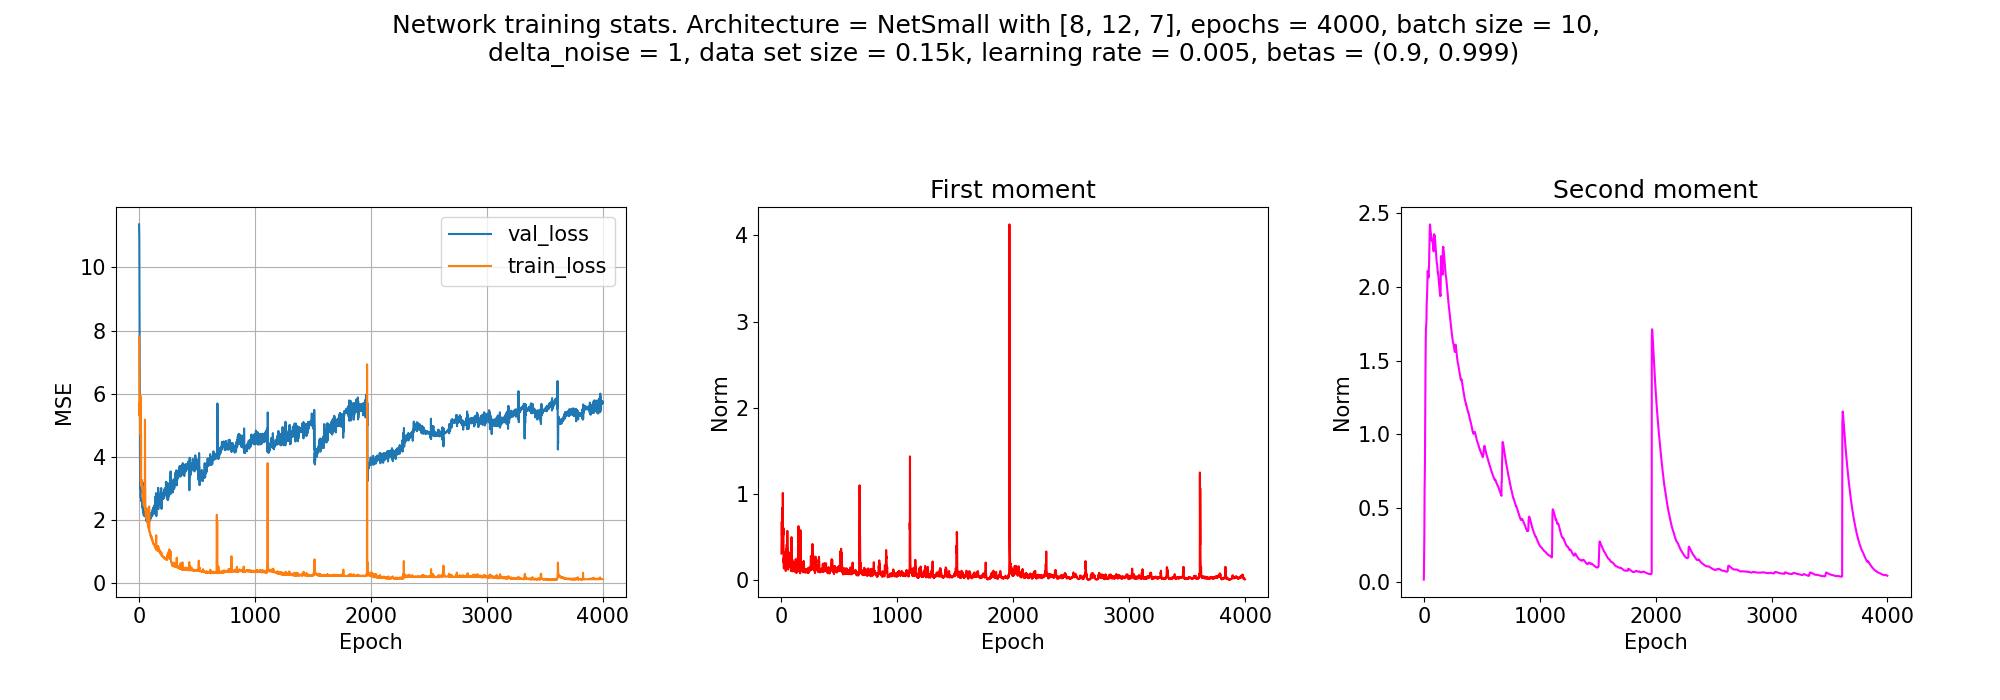 Network training stats. Architecture = NetSmall with [8, 12, 7], epochs = 4000, batch size = 10,
delta_noise = 1, data set size = 0.15k, learning rate = 0.005, betas = (0.9, 0.999)
val_loss
train_loss
MSE
10
8
6
4
2
0
0 1000 2000 3000 4000
Epoch
First moment
Norm
4
3
2
1
0
0 1000 2000 3000 4000
Epoch
Second moment
Norm
2.5
2.0
1.5
1.0
0.5
0.0
0 1000 2000 3000 4000
Epoch